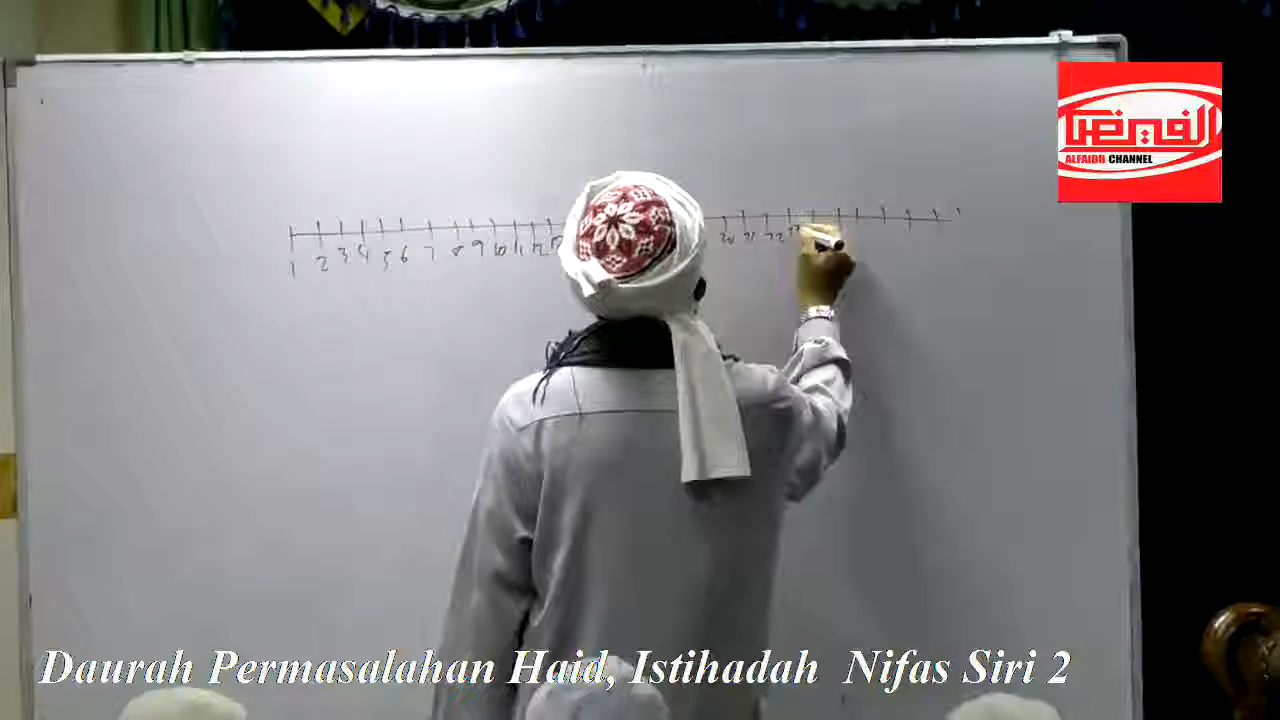 الفيض
ALFAIDH CHANNEL
1 2 3 4 5 6 7 8 9 10 11 12 20 21 22
Daurah Permasalahan Haid, Istihadah Nifas Siri 2